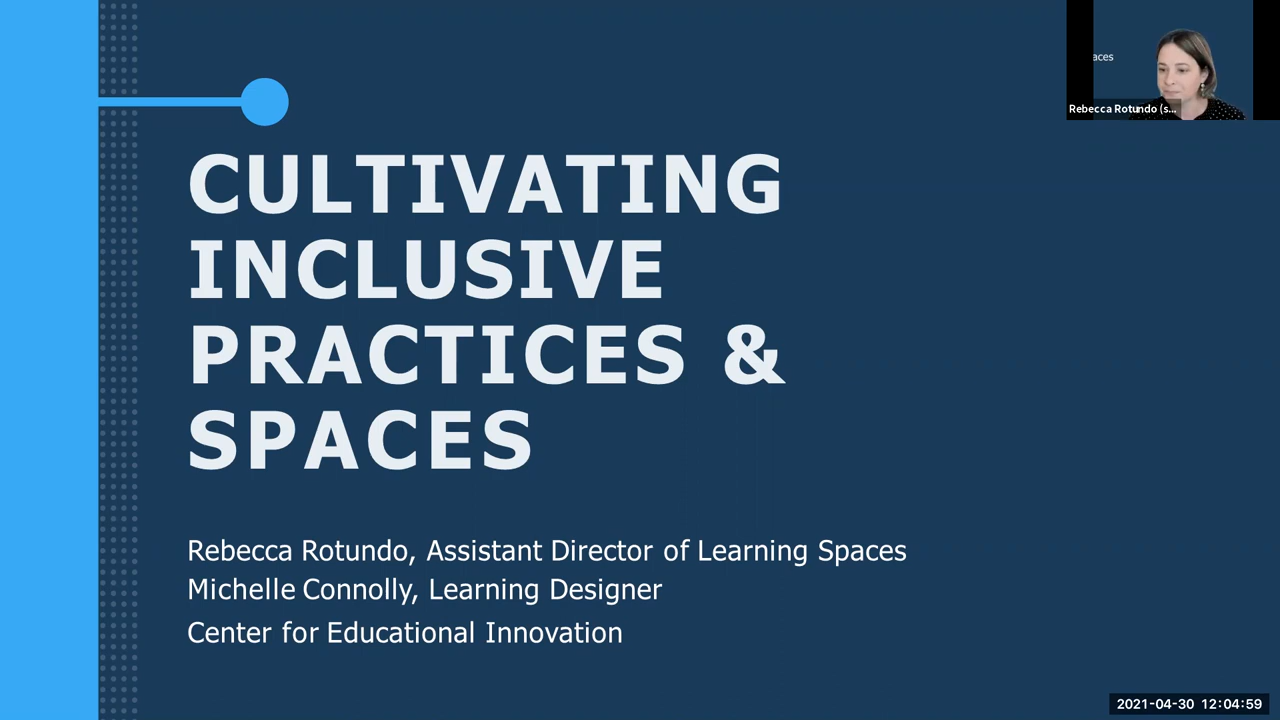 aces
Rebecca Rotundo (s...
CULTIVATING
INCLUSIVE
PRACTICES &
SPACES
Rebecca Rotundo, Assistant Director of Learning Spaces
Michelle Connolly, Learning Designer
Center for Educational Innovation
2021-04-30 12:04:59